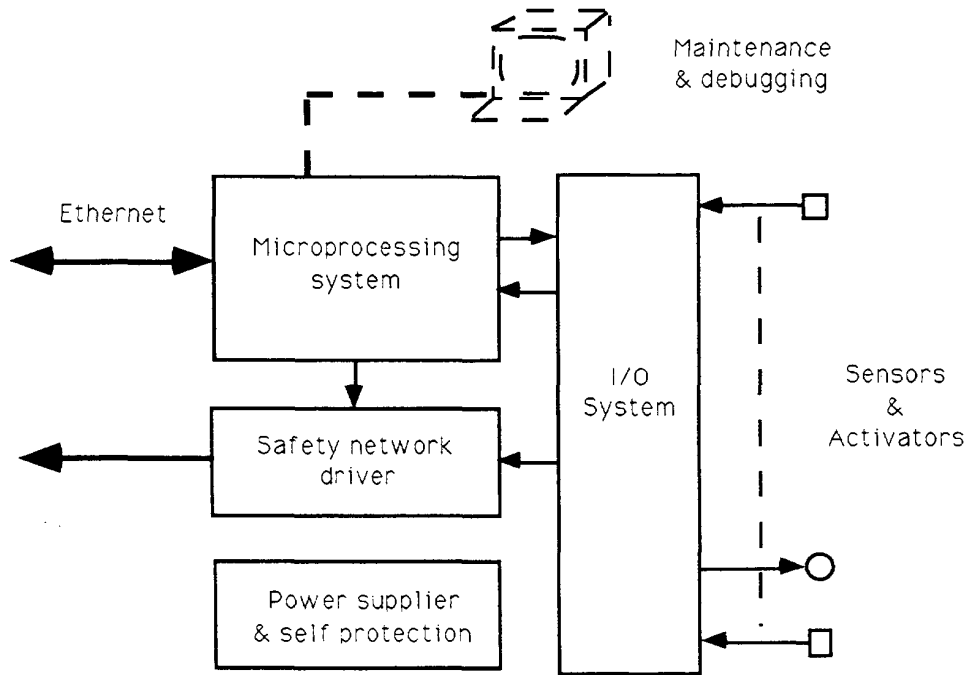 Maintenance
& debugging
Ethernet
Microprocessing
system
I/O
System
Sensors
&
Activators
Safety network
driver
Power supplier
& self protection